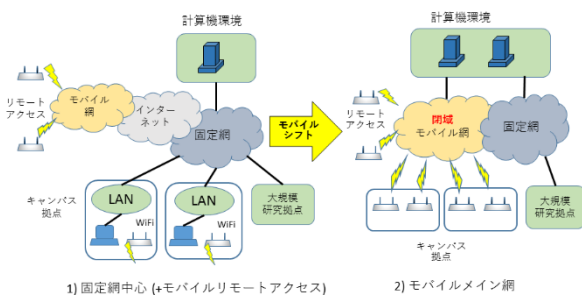 計算機環境
モバイル
網
インター
ネット
固定網
リモート
アクセス
キャンパス
拠点
LAN
WiFi
LAN
WiFi
大規模
研究拠点
1) 固定網中心 (+モバイルリモートアクセス)
モバイル
シフト
計算機環境
リモート
アクセス
閉域
モバイル網
固定網
キャンパス
拠点
大規模
研究拠点
2) モバイルメイン網